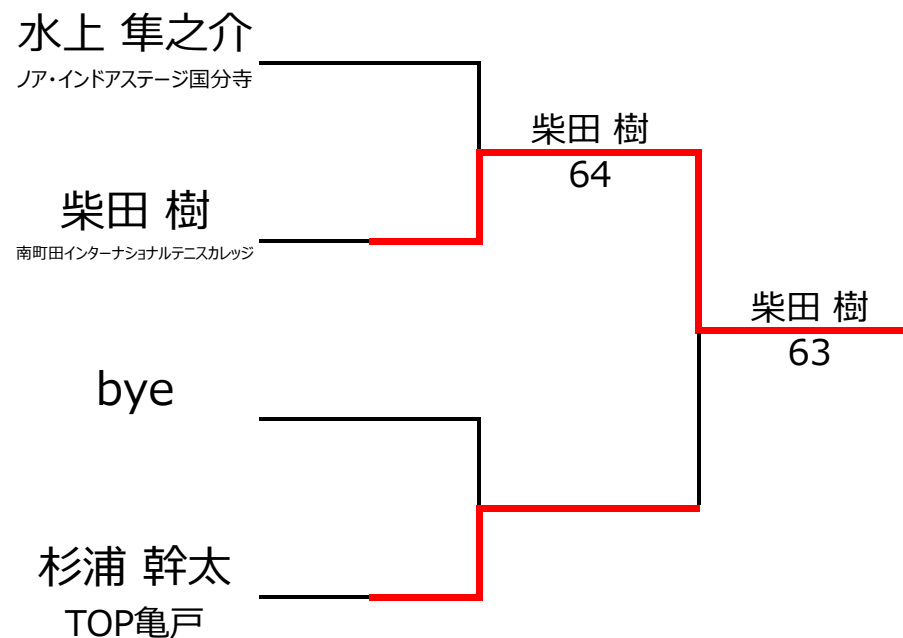 水上 隼之介
ノア・インドアステージ国分寺
柴田 樹
64
柴田 樹
南町田インターナショナルテニスカレッジ
柴田 樹
63
bye
杉浦 幹太
TOP亀戸